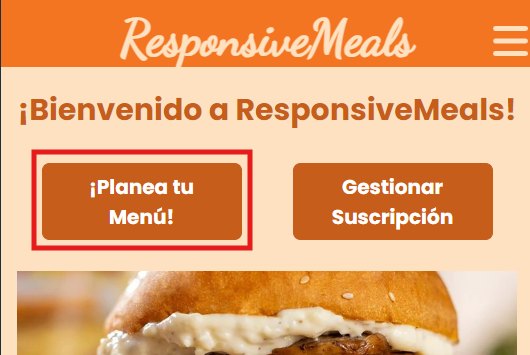 ResponsiveMeals
¡Bienvenido a ResponsiveMeals!
¡Planea tu
Menú!
Gestionar
Suscripción